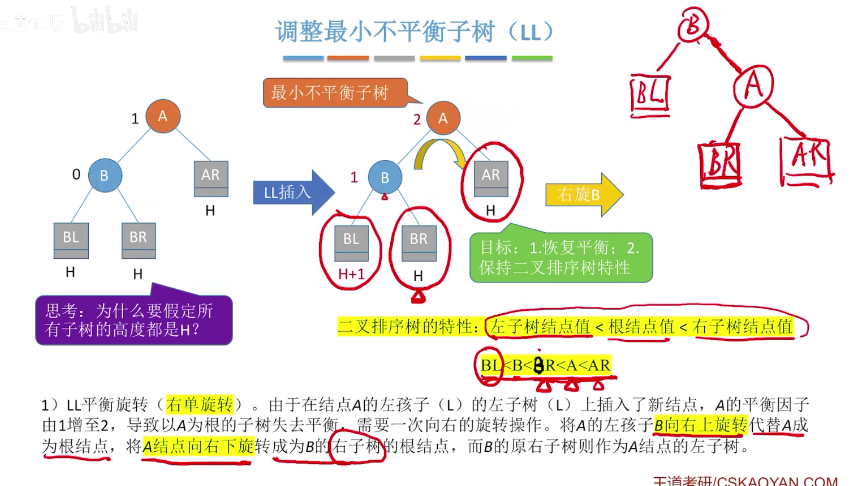 bilibili
调整最小不平衡子树（LL）
最小不平衡子树
1
A
0
B
AR
H
BL
BR
H
H
LL插入
2
A
1
B
AR
H
BL
BR
H+1
H
右旋B
B
BL
A
BR
AR
目标：1.恢复平衡；2.
保持二叉排序树特性
思考：为什么要假定所
有子树的高度都是H？
二叉排序树的特性：左子树结点值 < 根结点值 < 右子树结点值
BL<B<BR<A<AR
1）LL平衡旋转（右单旋转）。由于在结点A的左孩子（L）的左子树（L）上插入了新结点，A的平衡因子
由1增至2，导致以A为根的子树失去平衡，需要一次向右的旋转操作。将A的左孩子B向右上旋转代替A成
为根结点，将A结点向右下旋转成为B的右子树的根结点，而B的原右子树则作为A结点的左子树。
王道考研/CSKAOYAN.COM